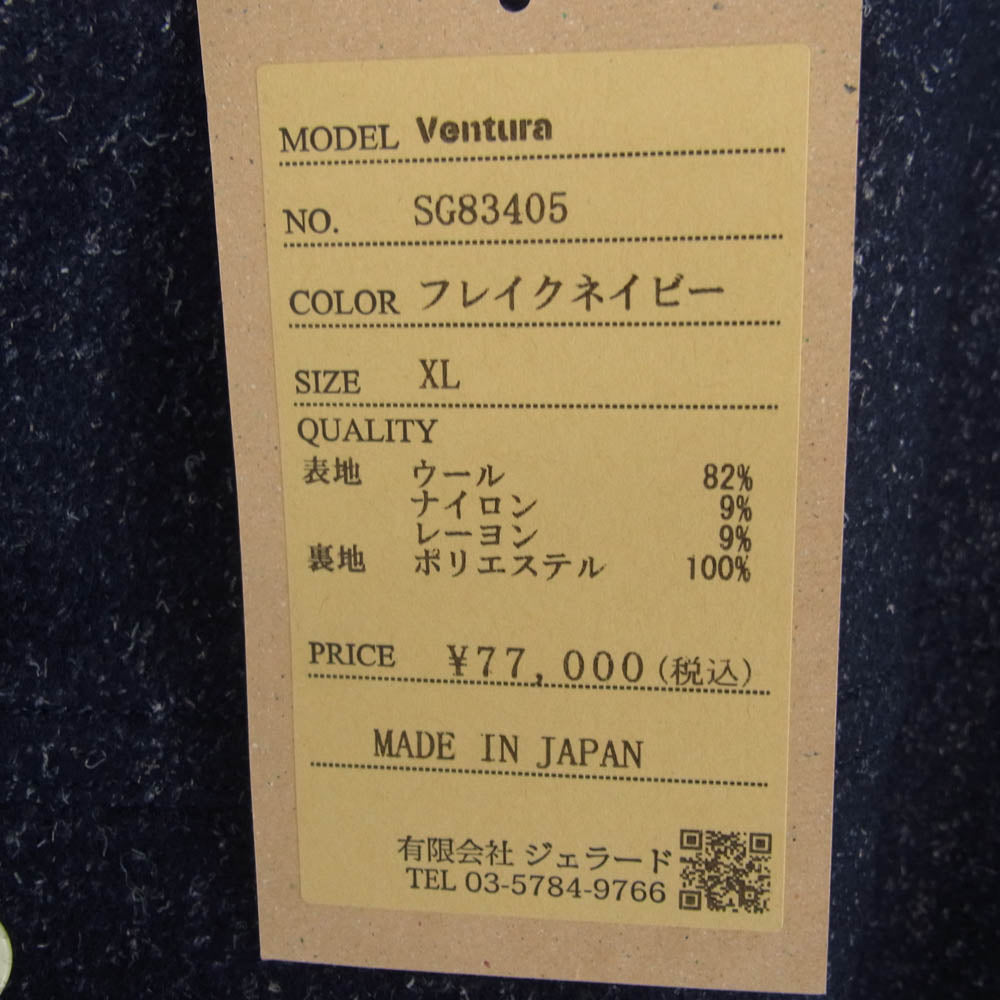 MODEL Ventura
NO. SG83405
COLOR フレイクネイビー
SIZE XL
QUALITY
表地 ウール 82%
ナイロン 9%
レーヨン 9%
裏地 ポリエステル 100%
PRICE ¥77,000(税込)
MADE IN JAPAN
有限会社 ジェラード
TEL 03-5784-9766